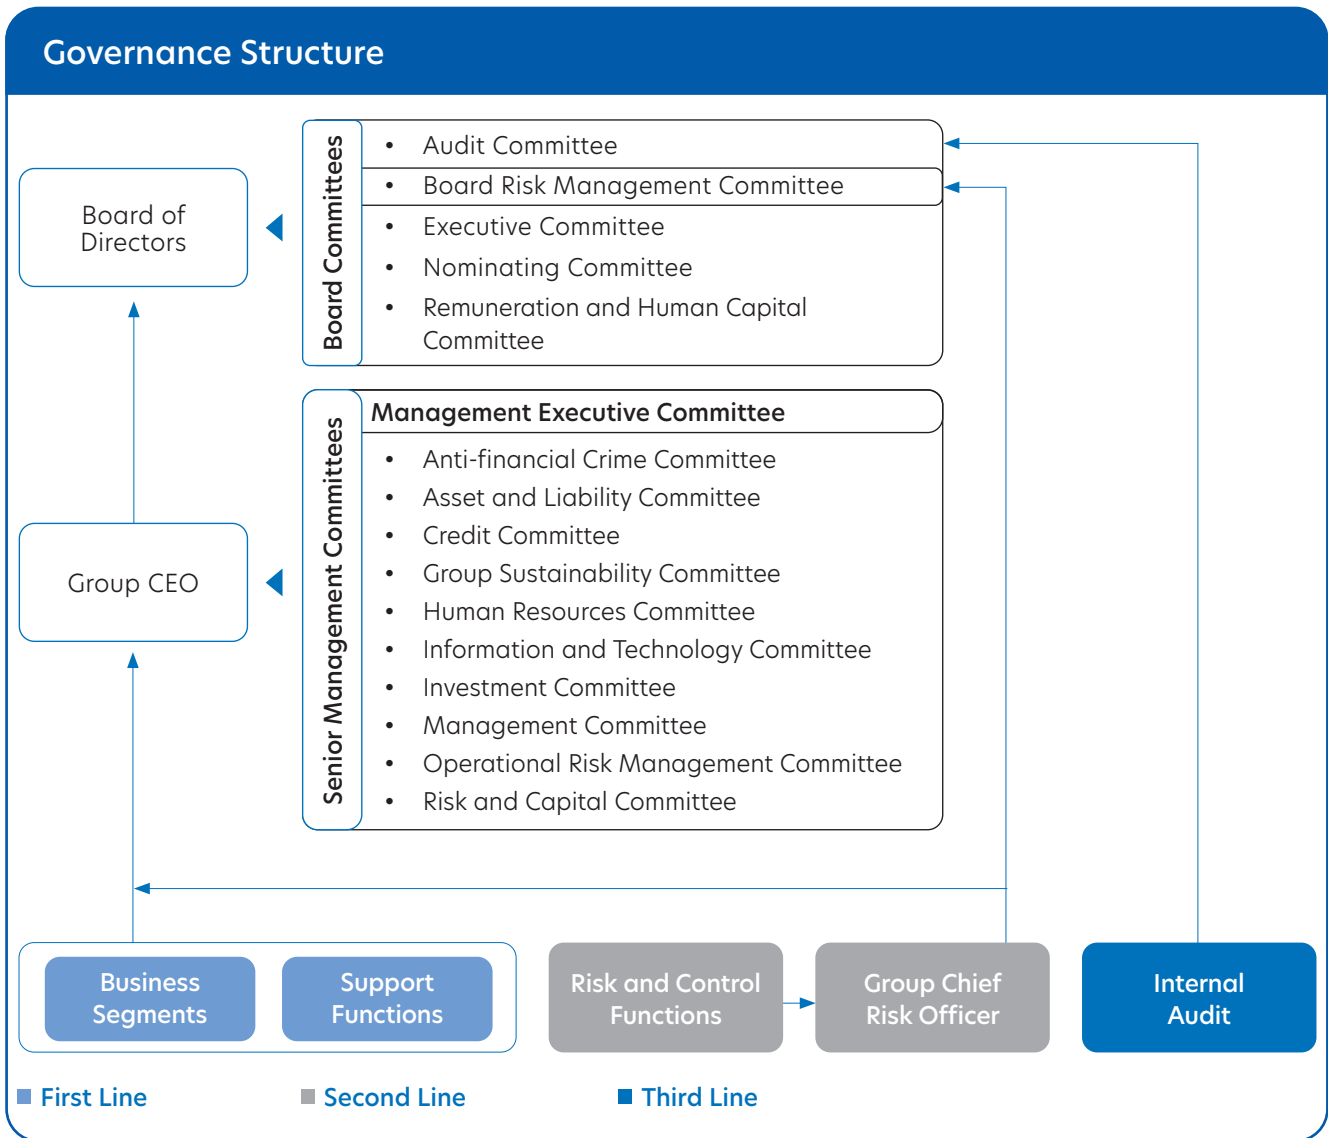 Governance Structure
Board of
Directors
Board Committees
• Audit Committee
• Board Risk Management Committee
• Executive Committee
• Nominating Committee
• Remuneration and Human Capital
Committee
Group CEO
Senior Management Committees
Management Executive Committee
• Anti-financial Crime Committee
• Asset and Liability Committee
• Credit Committee
• Group Sustainability Committee
• Human Resources Committee
• Information and Technology Committee
• Investment Committee
• Management Committee
• Operational Risk Management Committee
• Risk and Capital Committee
Business
Segments
Support
Functions
Risk and Control
Functions
Group Chief
Risk Officer
Internal
Audit
First Line
Second Line
Third Line